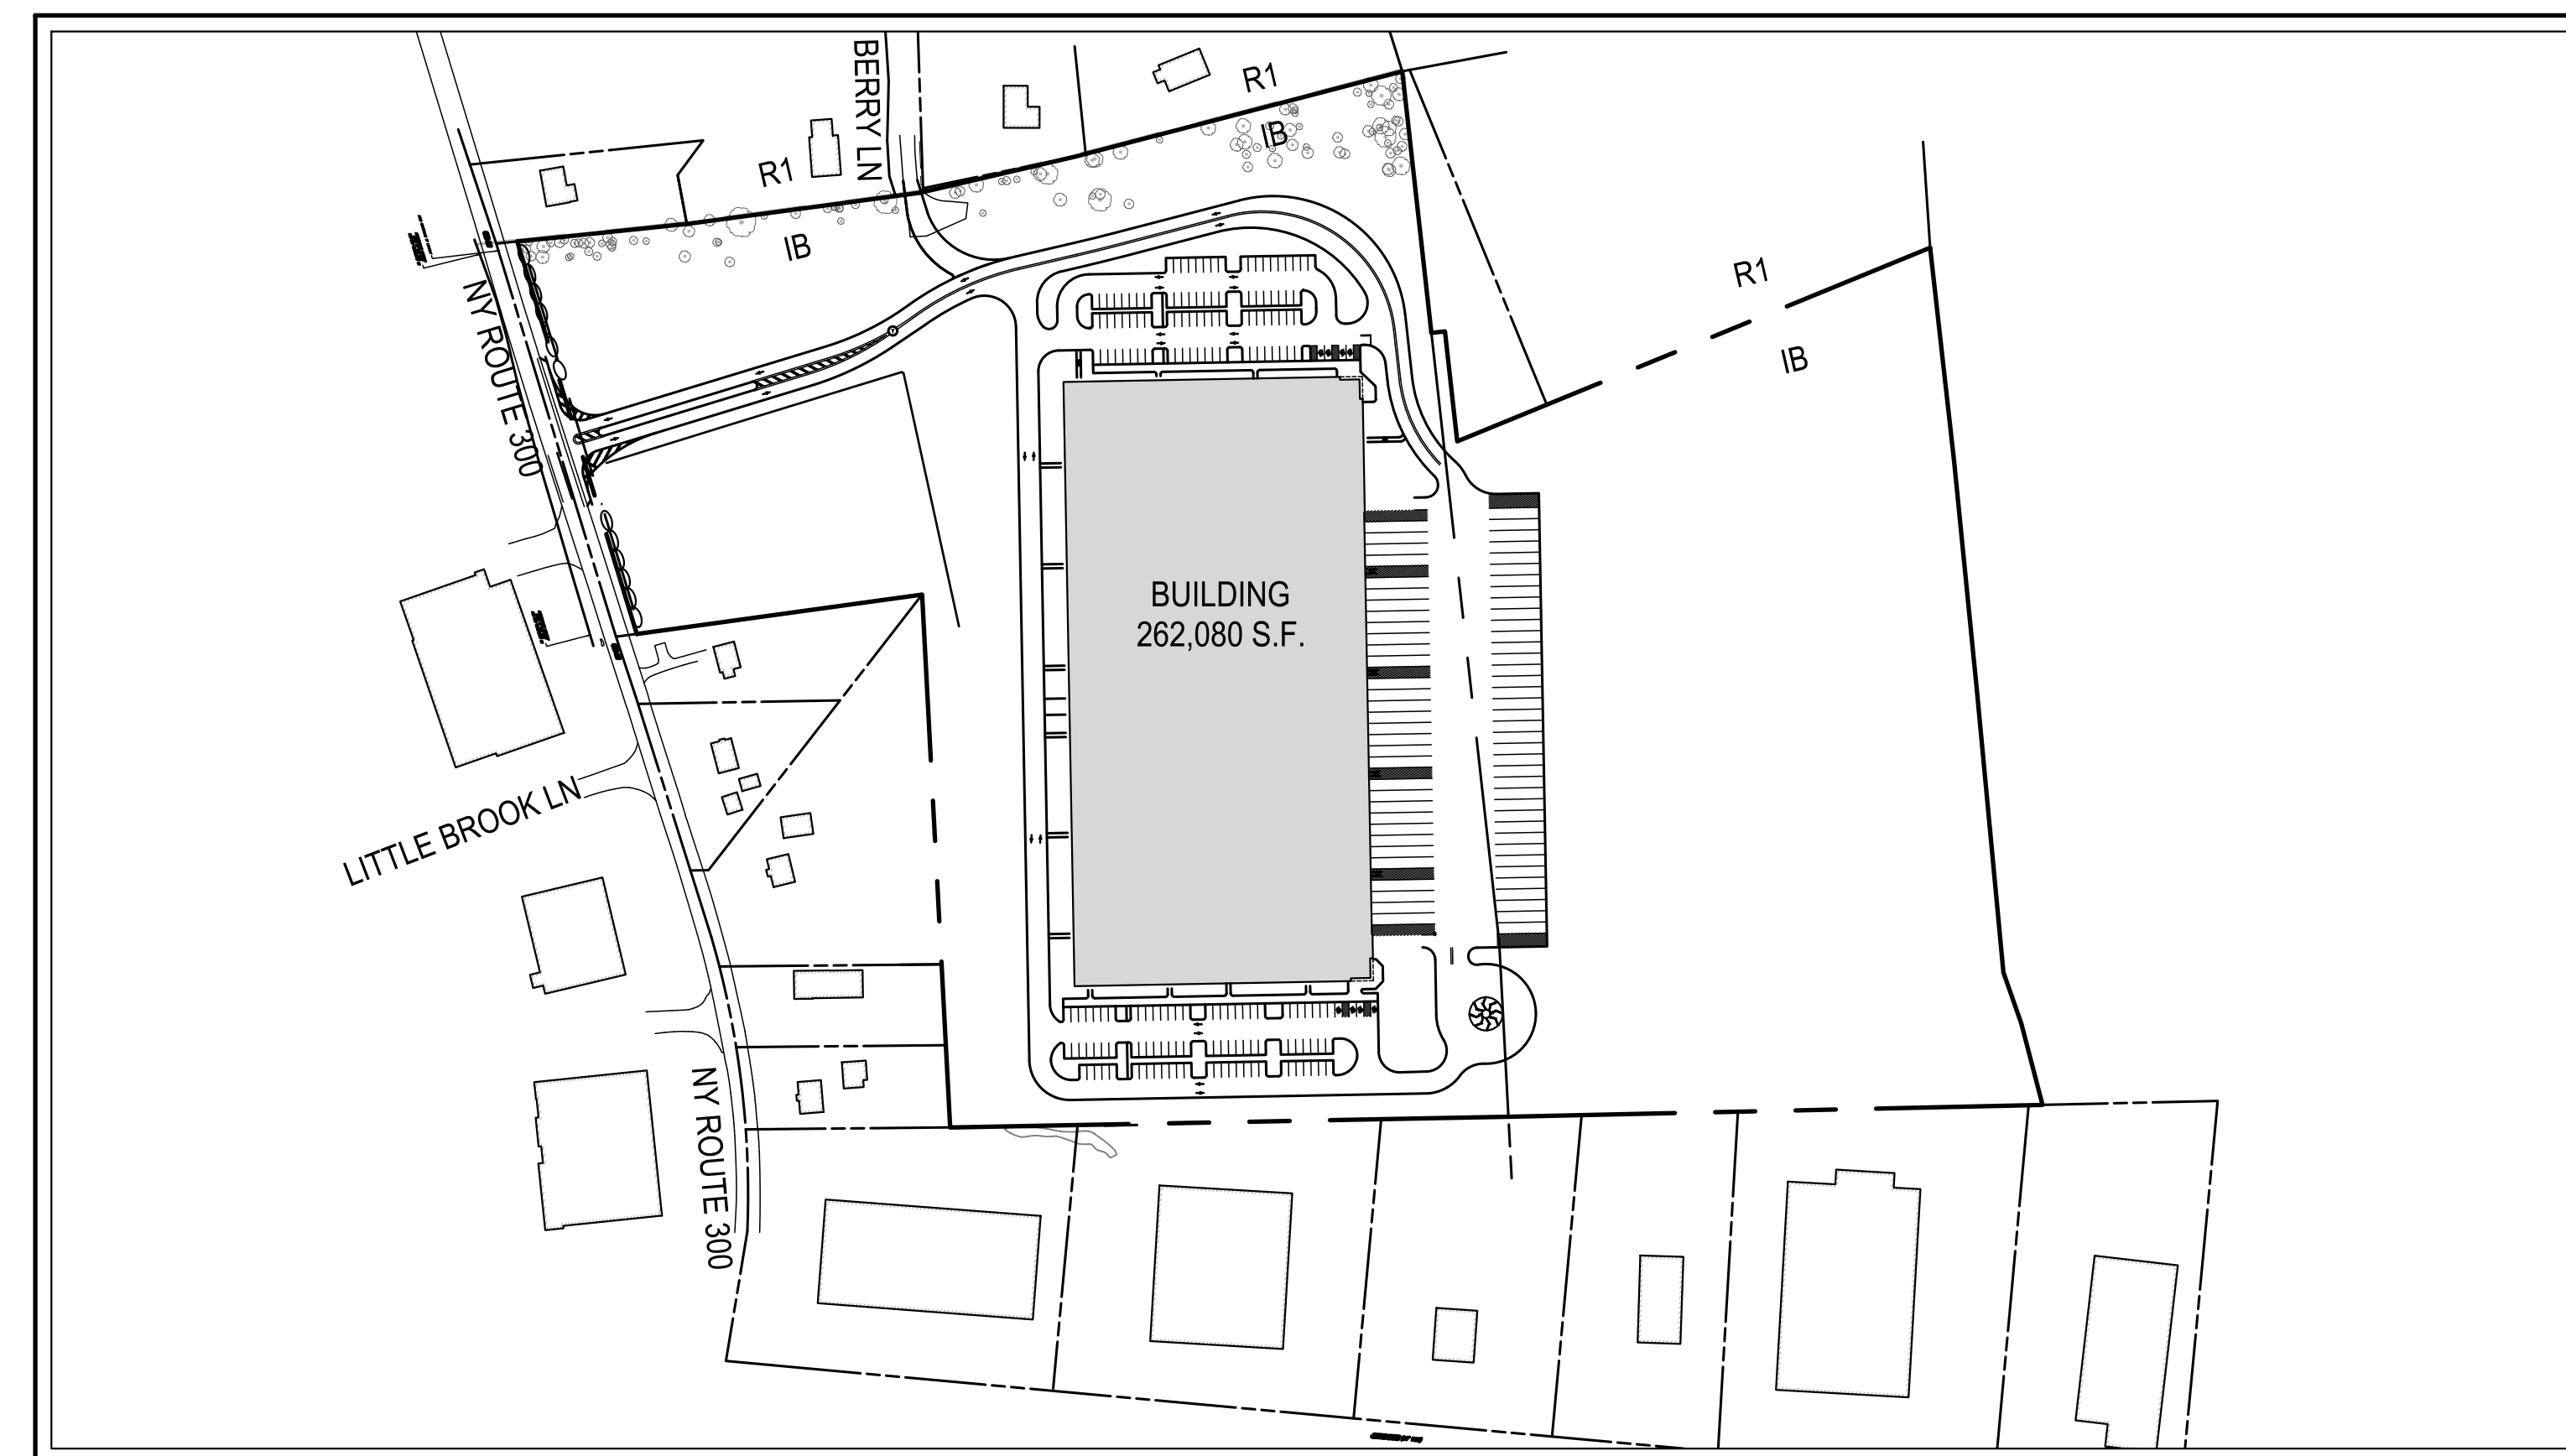 BERRY LN
R1
IB
R1
IB
R1
IB
NY ROUTE 300
BUILDING
262,080 S.F.
LITTLE BROOK LN
NY ROUTE 300